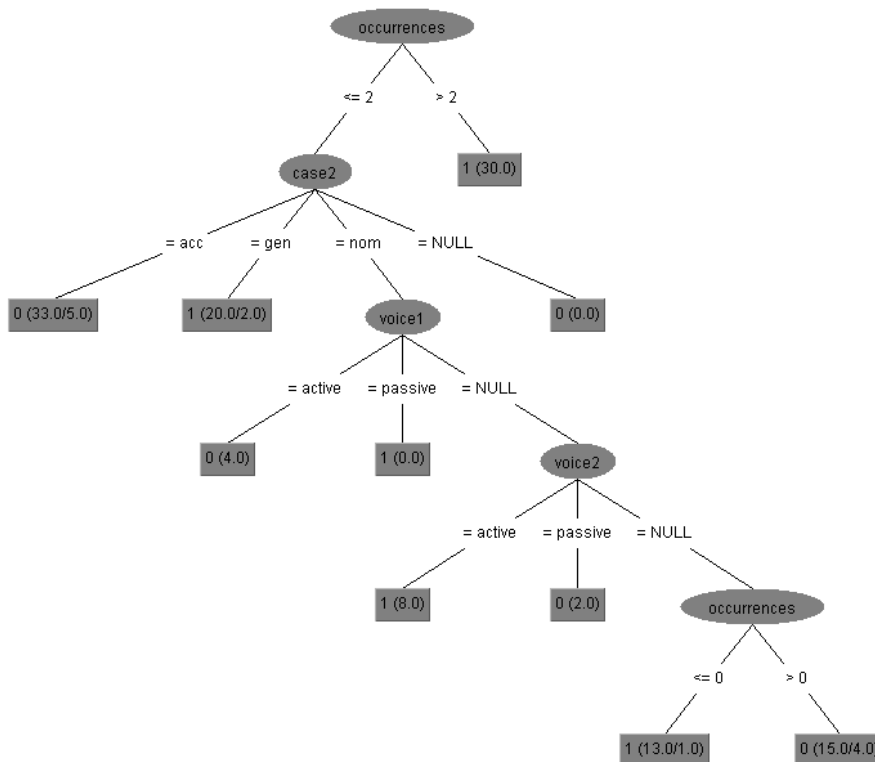 occurrences
<= 2
> 2
case2
1 (30.0)
= acc
= gen
= nom
= NULL
0 (33.0/5.0)
1 (20.0/2.0)
voice1
0 (0.0)
= active
= passive
= NULL
0 (4.0)
1 (0.0)
voice2
= active
= passive
= NULL
1 (8.0)
0 (2.0)
occurrences
<= 0
> 0
1 (13.0/1.0)
0 (15.0/4.0)